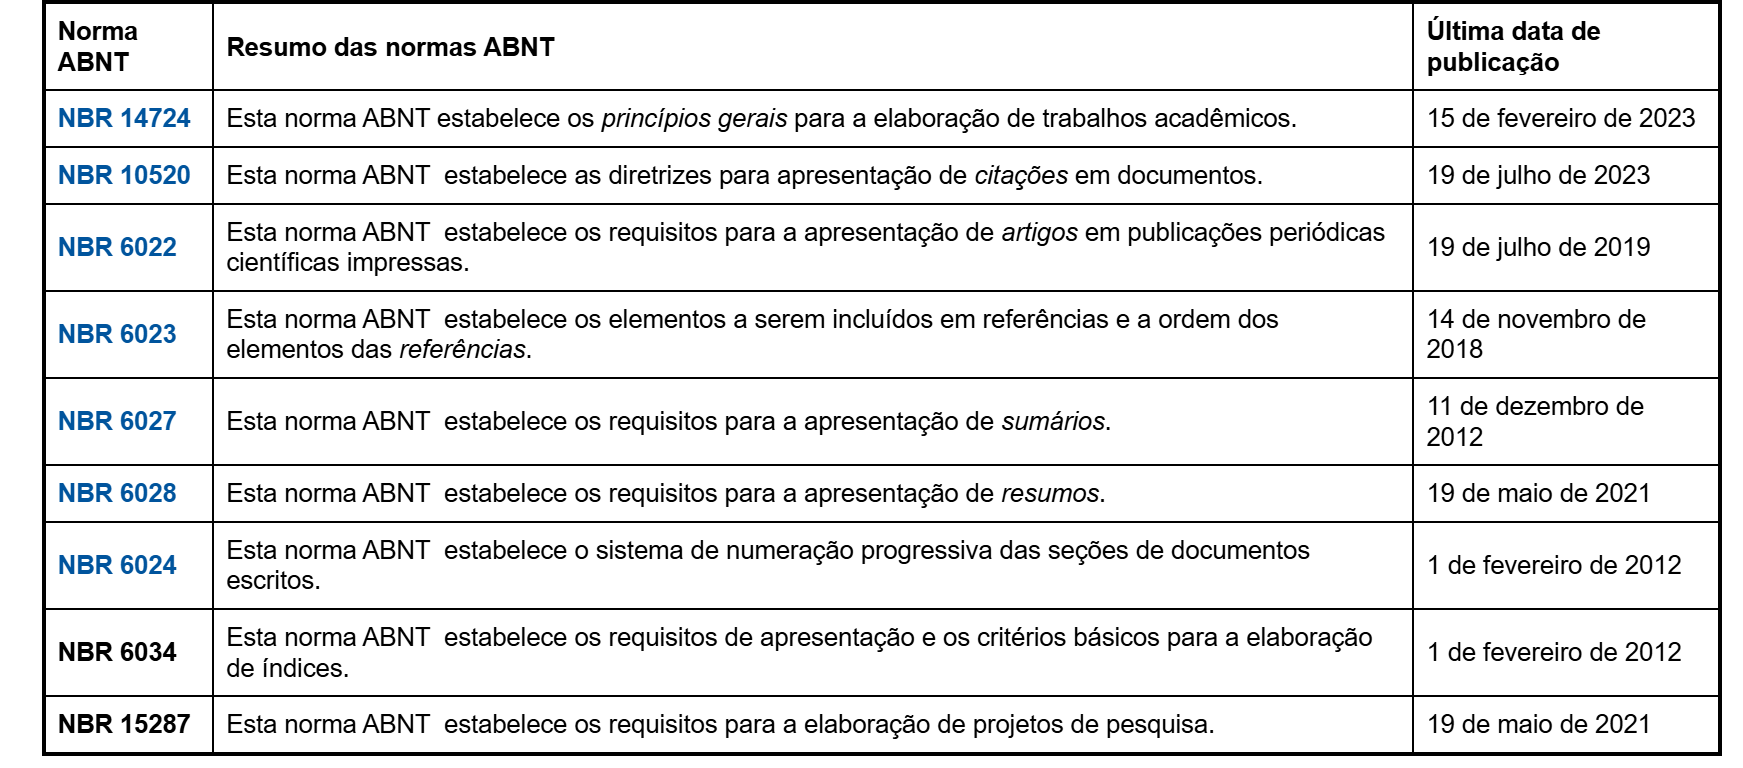 Norma
ABNT
Resumo das normas ABNT
Última data de
publicação
NBR 14724
Esta norma ABNT estabelece os princípios gerais para a elaboração de trabalhos acadêmicos.
15 de fevereiro de 2023
NBR 10520
Esta norma ABNT  estabelece as diretrizes para apresentação de citações em documentos.
19 de julho de 2023
NBR 6022
Esta norma ABNT  estabelece os requisitos para a apresentação de artigos em publicações periódicas
científicas impressas.
19 de julho de 2019
NBR 6023
Esta norma ABNT  estabelece os elementos a serem incluídos em referências e a ordem dos
elementos das referências.
14 de novembro de
2018
NBR 6027
Esta norma ABNT  estabelece os requisitos para a apresentação de sumários.
11 de dezembro de
2012
NBR 6028
Esta norma ABNT  estabelece os requisitos para a apresentação de resumos.
19 de maio de 2021
NBR 6024
Esta norma ABNT  estabelece o sistema de numeração progressiva das seções de documentos
escritos.
1 de fevereiro de 2012
NBR 6034
Esta norma ABNT  estabelece os requisitos de apresentação e os critérios básicos para a elaboração
de índices.
1 de fevereiro de 2012
NBR 15287
Esta norma ABNT  estabelece os requisitos para a elaboração de projetos de pesquisa.
19 de maio de 2021